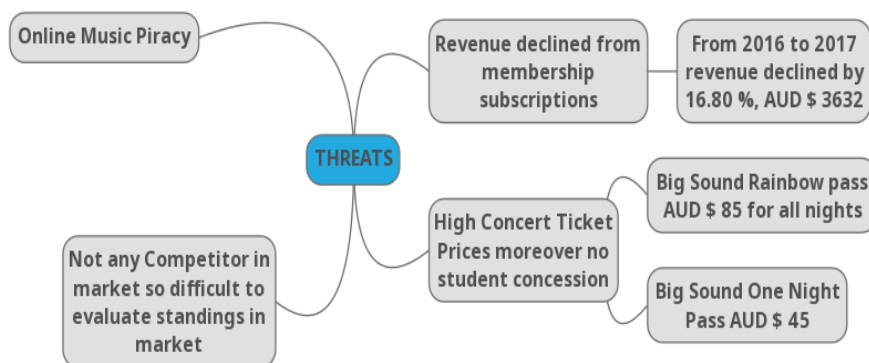 Online Music Piracy
Revenue declined from
membership
subscriptions
From 2016 to 2017
revenue declined by
16.80 %, AUD $ 3632
THREATS
High Concert Ticket
Prices moreover no
student concession
Big Sound Rainbow pass
AUD $ 85 for all nights
Big Sound One Night
Pass AUD $ 45
Not any Competitor in
market so difficult to
evaluate standings in
market